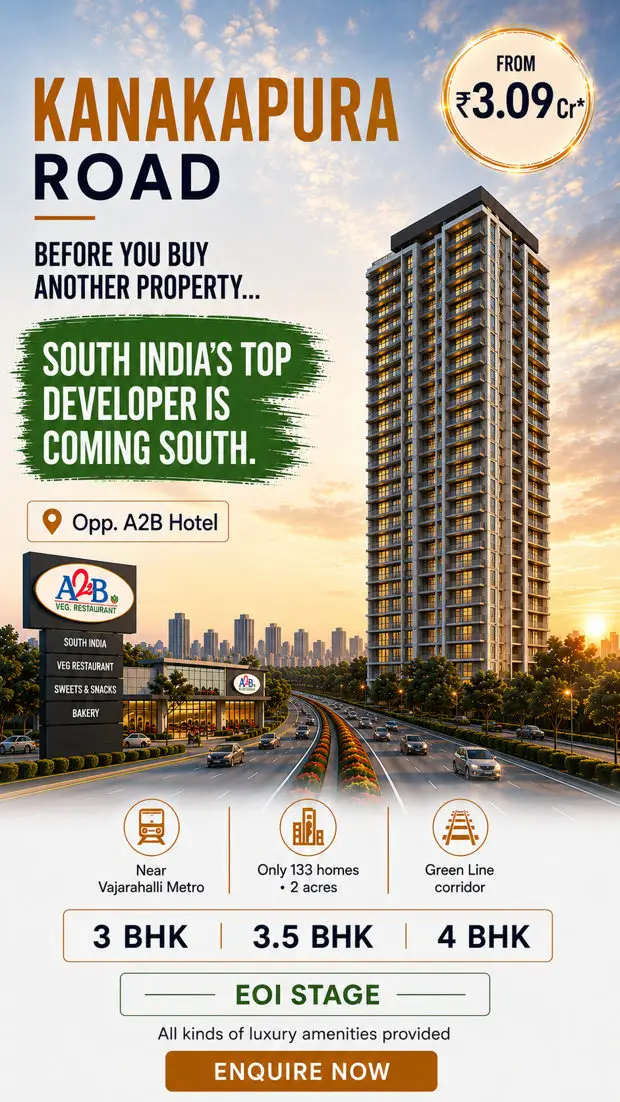 FROM
₹3.09 Cr*
KANAKAPURA
ROAD
BEFORE YOU BUY
ANOTHER PROPERTY...
SOUTH INDIA'S TOP
DEVELOPER IS
COMING SOUTH.
Opp. A2B Hotel
A2B
VEG. RESTAURANT
SOUTH INDIA
VEG RESTAURANT
SWEETS & SNACKS
BAKERY
A2B
Near
Vajarahalli Metro
Only 133 homes
• 2 acres
Green Line
corridor
3 BHK
3.5 BHK
4 BHK
EOI STAGE
All kinds of luxury amenities provided
ENQUIRE NOW